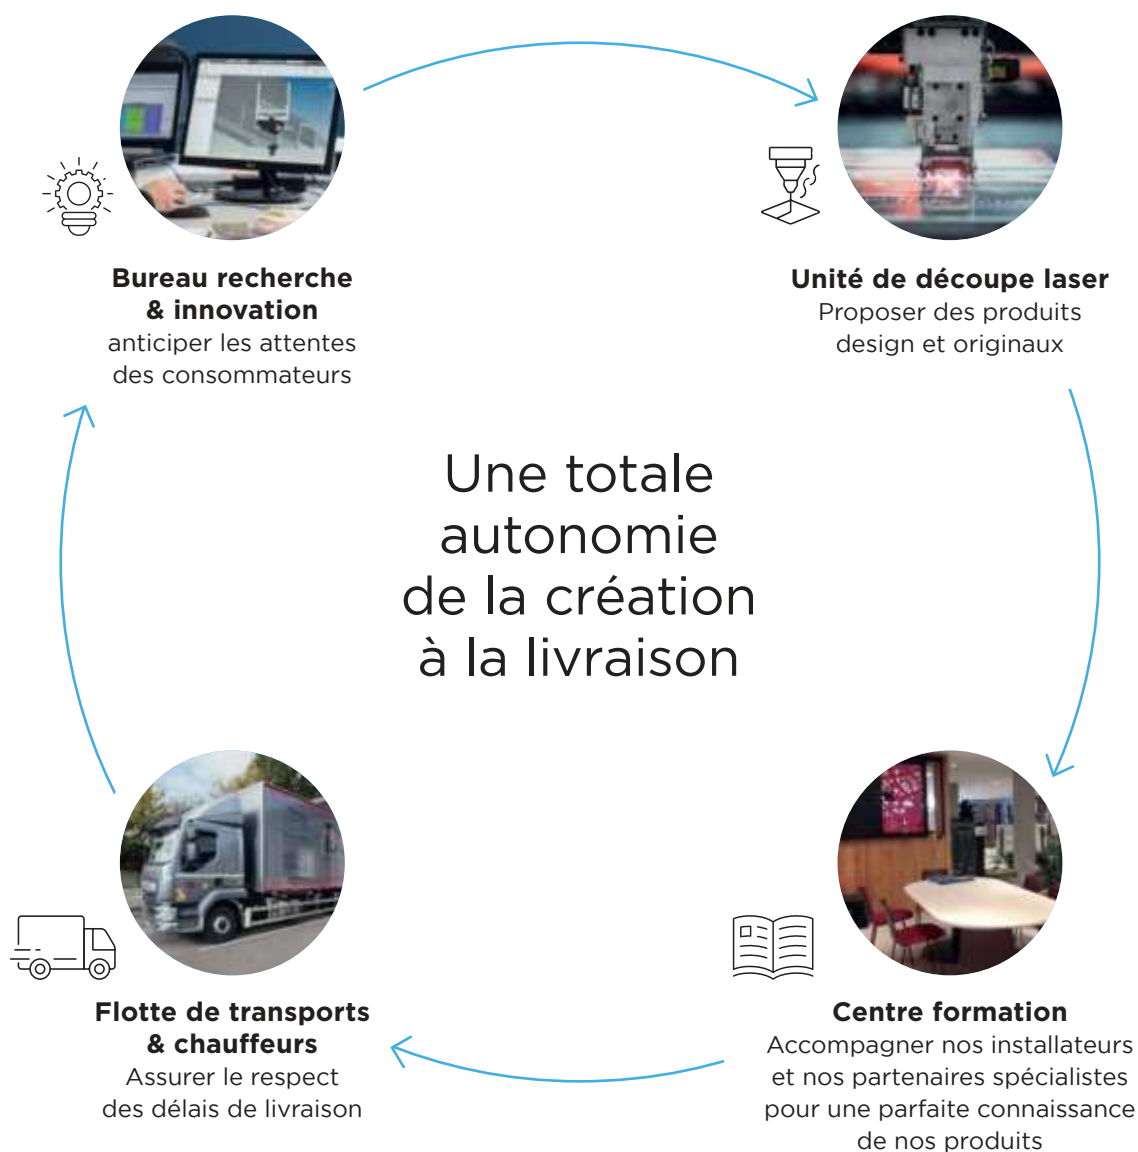 Bureau recherche
& innovation
anticiper les attentes
des consommateurs
Unité de découpe laser
Proposer des produits
design et originaux
Une totale
autonomie
de la création
à la livraison
Flotte de transports
& chauffeurs
Assurer le respect
des délais de livraison
Centre formation
Accompagner nos installateurs
et nos partenaires spécialistes
pour une parfaite connaissance
de nos produits